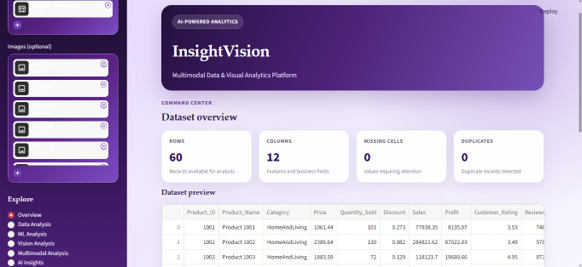 Images (optional)
Explore
Overview
Data Analysis
ML Analysis
Vision Analysis
Multimodal Analysis
AI Insights
AI-POWERED ANALYTICS
InsightVision
Multimodal Data & Visual Analytics Platform
COMMAND CENTER
Dataset overview
ROWS
60
Records available for analysis
COLUMNS
12
Features and business fields
MISSING CELLS
0
Values requiring attention
DUPLICATES
0
Duplicate records detected
Dataset preview
Product_ID Product_Name Category Price Quantity_Sold Discount Sales Profit Customer_Rating
0 1001 Product 1001 HomeAndLiving 1061.44 101 0.273 77938.35 8135.87 3.53
1 1002 Product 1002 HomeAndLiving 2386.64 130 0.082 284821.62 87022.03 3.49
2 1003 Product 1003 HomeAndLiving 1883.59 72 0.129 118123.7 19680.66 4.95